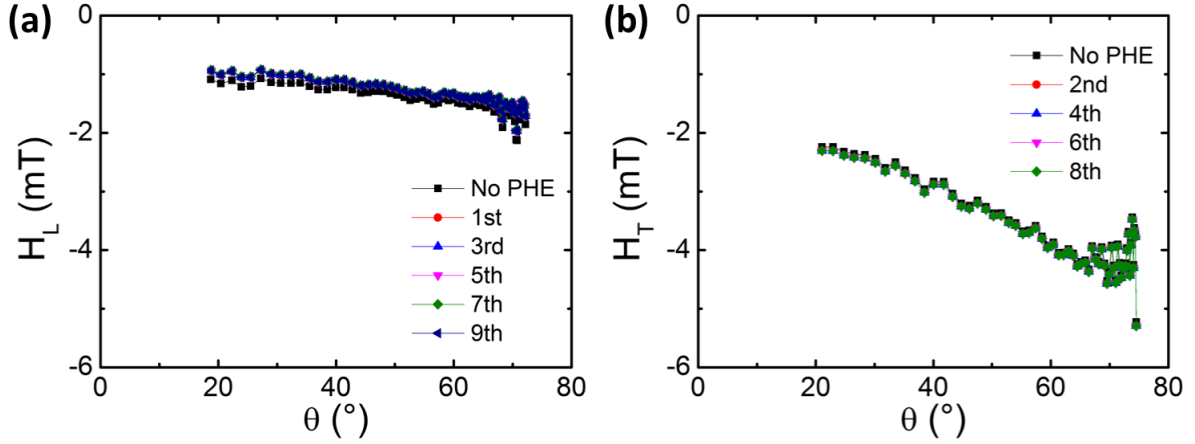 (a)
0
-2
-4
-6
H_L (mT)
No PHE
1st
3rd
5th
7th
9th
0 20 40 60 80
θ (°)
(b)
0
-2
-4
-6
H_T (mT)
No PHE
2nd
4th
6th
8th
0 20 40 60 80
θ (°)